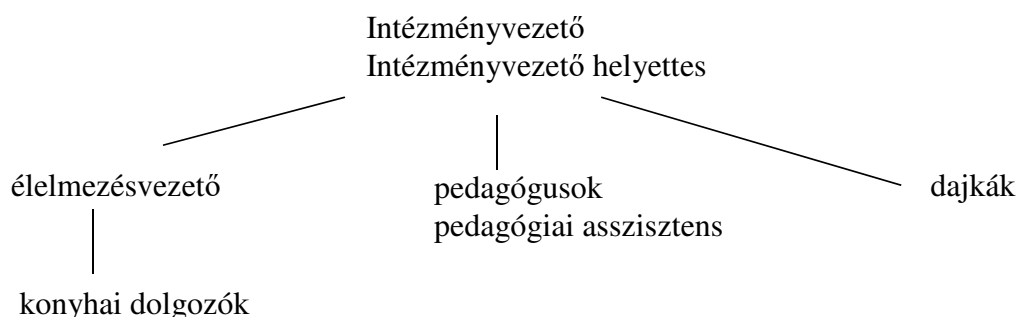 Intézményvezető
Intézményvezető helyettes
élelmezésvezető
pedagógusok
pedagógiai asszisztens
dajkák
konyhai dolgozók